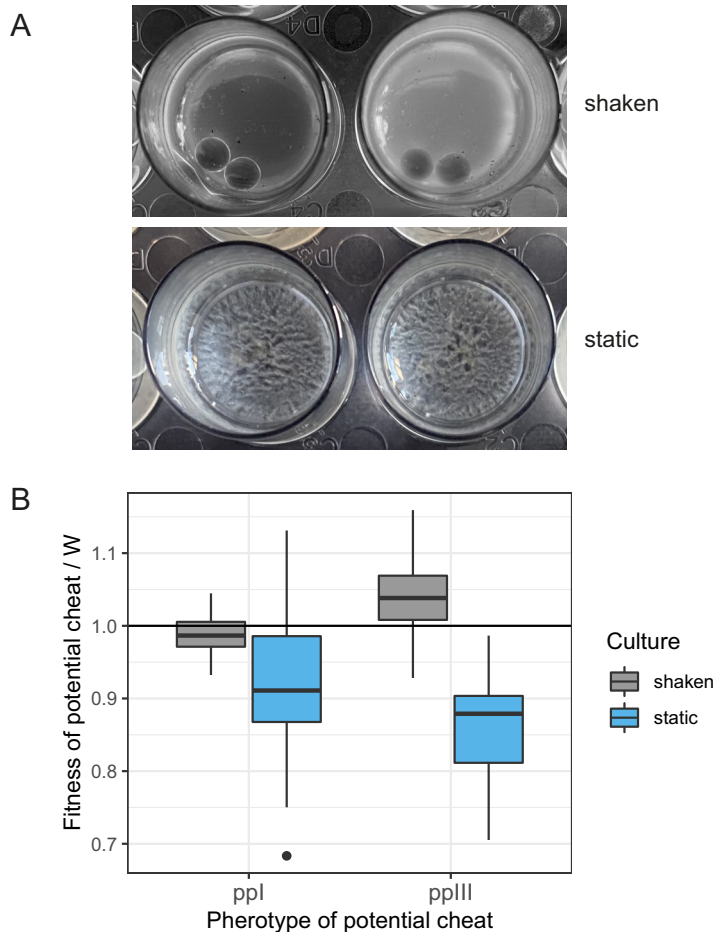 A
shaken
static
B
Fitness of potential cheat / W
1.1
1.0
0.9
0.8
0.7
ppI
ppIII
Pherotype of potential cheat
Culture
shaken
static